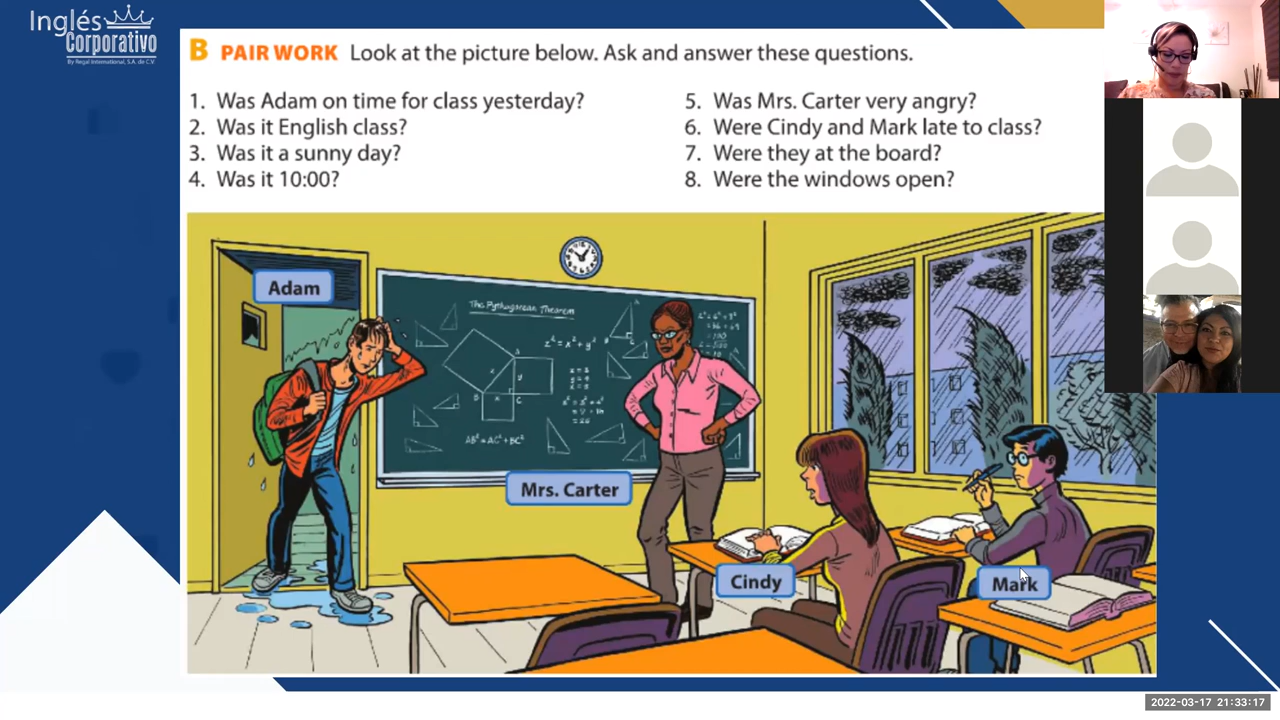 Inglés
Corporativo
By Regal International, S.A. de C.V.
B PAIR WORK Look at the picture below. Ask and answer these questions.
1. Was Adam on time for class yesterday?
2. Was it English class?
3. Was it a sunny day?
4. Was it 10:00?
5. Was Mrs. Carter very angry?
6. Were Cindy and Mark late to class?
7. Were they at the board?
8. Were the windows open?
Adam
The Pythagorean Theorem
z² = x² + y²
AB² = AC² + BC²
Mrs. Carter
Cindy
Mark
2022-03-17 21:33:17